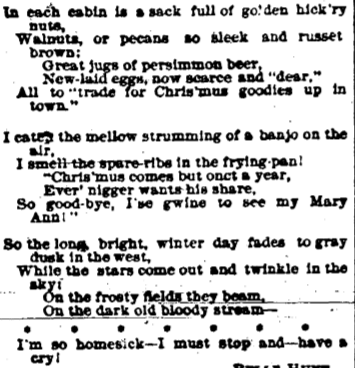 In each cabin is a sack full of golden hick'ry
nuts,
Walnuts, or pecans so sleek and russet
brown;
Great jugs of persimmon beer,
New-laid eggs, now scarce and "dear,"
All to "trade for Chris'mus goodies up in
town."
I catch the mellow strumming of a banjo on the
air,
I smell the spare-ribs in the frying-pan!
"Chris'mus comes but onct a year,
Ever' nigger wants his share,
So good-bye, I'se gwine to see my Mary
Ann!"
So the long, bright, winter day fades to gray
dusk in the west,
While the stars come out and twinkle in the
sky;
On the frosty fields they beam,
On the dark old bloody stream—
* * * * * * *
I'm so homesick—I must stop and—have a
cry!